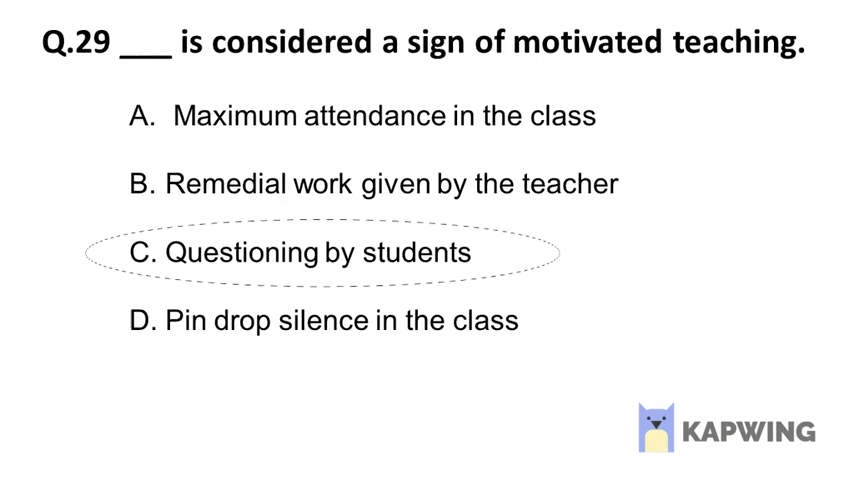 Q.29 ___ is considered a sign of motivated teaching.
A. Maximum attendance in the class
B. Remedial work given by the teacher
C. Questioning by students
D. Pin drop silence in the class
KAPWING